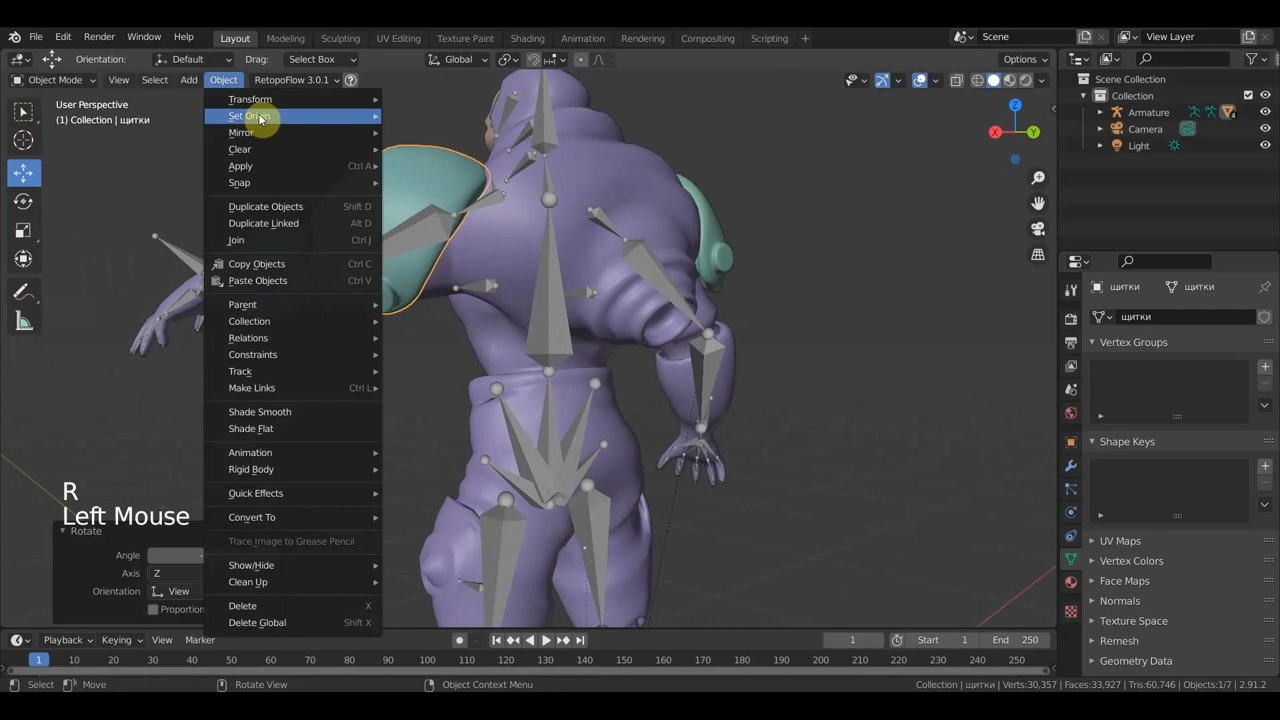 File Edit Render Window Help Layout Modeling Sculpting UV Editing Texture Paint Shading Animation Rendering Compositing Scripting + Scene View Layer
Orientation: Default Drag: Select Box Global Options
Object Mode View Select Add Object RetopoFlow 3.0.1
User Perspective
(1) Collection | щитки
Transform
Set Origin
Mirror
Clear
Apply Ctrl A
Snap
Duplicate Objects Shift D
Duplicate Linked Alt D
Join Ctrl J
Copy Objects Ctrl C
Paste Objects Ctrl V
Parent
Collection
Relations
Constraints
Track
Make Links Ctrl L
Shade Smooth
Shade Flat
Animation
Rigid Body
Quick Effects
Convert To
Trace Image to Grease Pencil
Show/Hide
Clean Up
Delete X
Delete Global Shift X
R
Left Mouse
Rotate
Angle
Axis Z
Orientation View
Proportion
X
Y
Z
Scene Collection
Collection
Armature
Camera
Light
щитки щитки
щитки
Vertex Groups
Shape Keys
UV Maps
Vertex Colors
Face Maps
Normals
Texture Space
Remesh
Geometry Data
Playback Keying View Marker 1 Start 1 End 250
1 10 20 30 40 50 60 70 80 90 100 110 120 130 140 150 160 170 180 190 200 210 220 230 240 250
Select Move Rotate View Object Context Menu Collection | щитки | Verts:30,357 | Faces:33,927 | Tris:60,746 | Objects:1/7 | 2.91.2